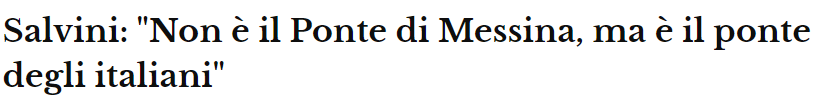 Salvini: "Non è il Ponte di Messina, ma è il ponte
degli italiani"